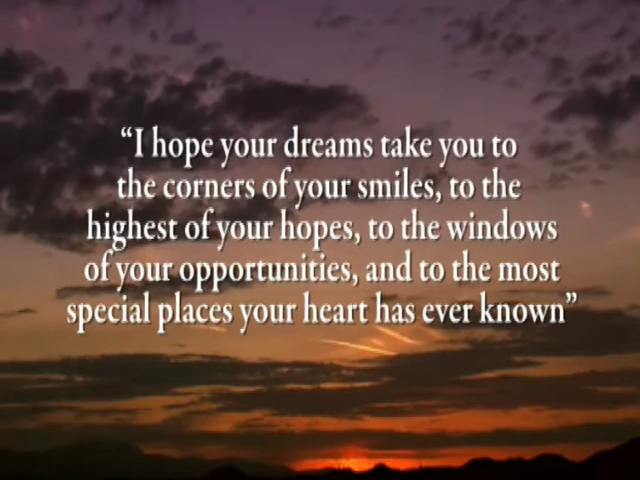 “I hope your dreams take you to
the corners of your smiles, to the
highest of your hopes, to the windows
of your opportunities, and to the most
special places your heart has ever known”